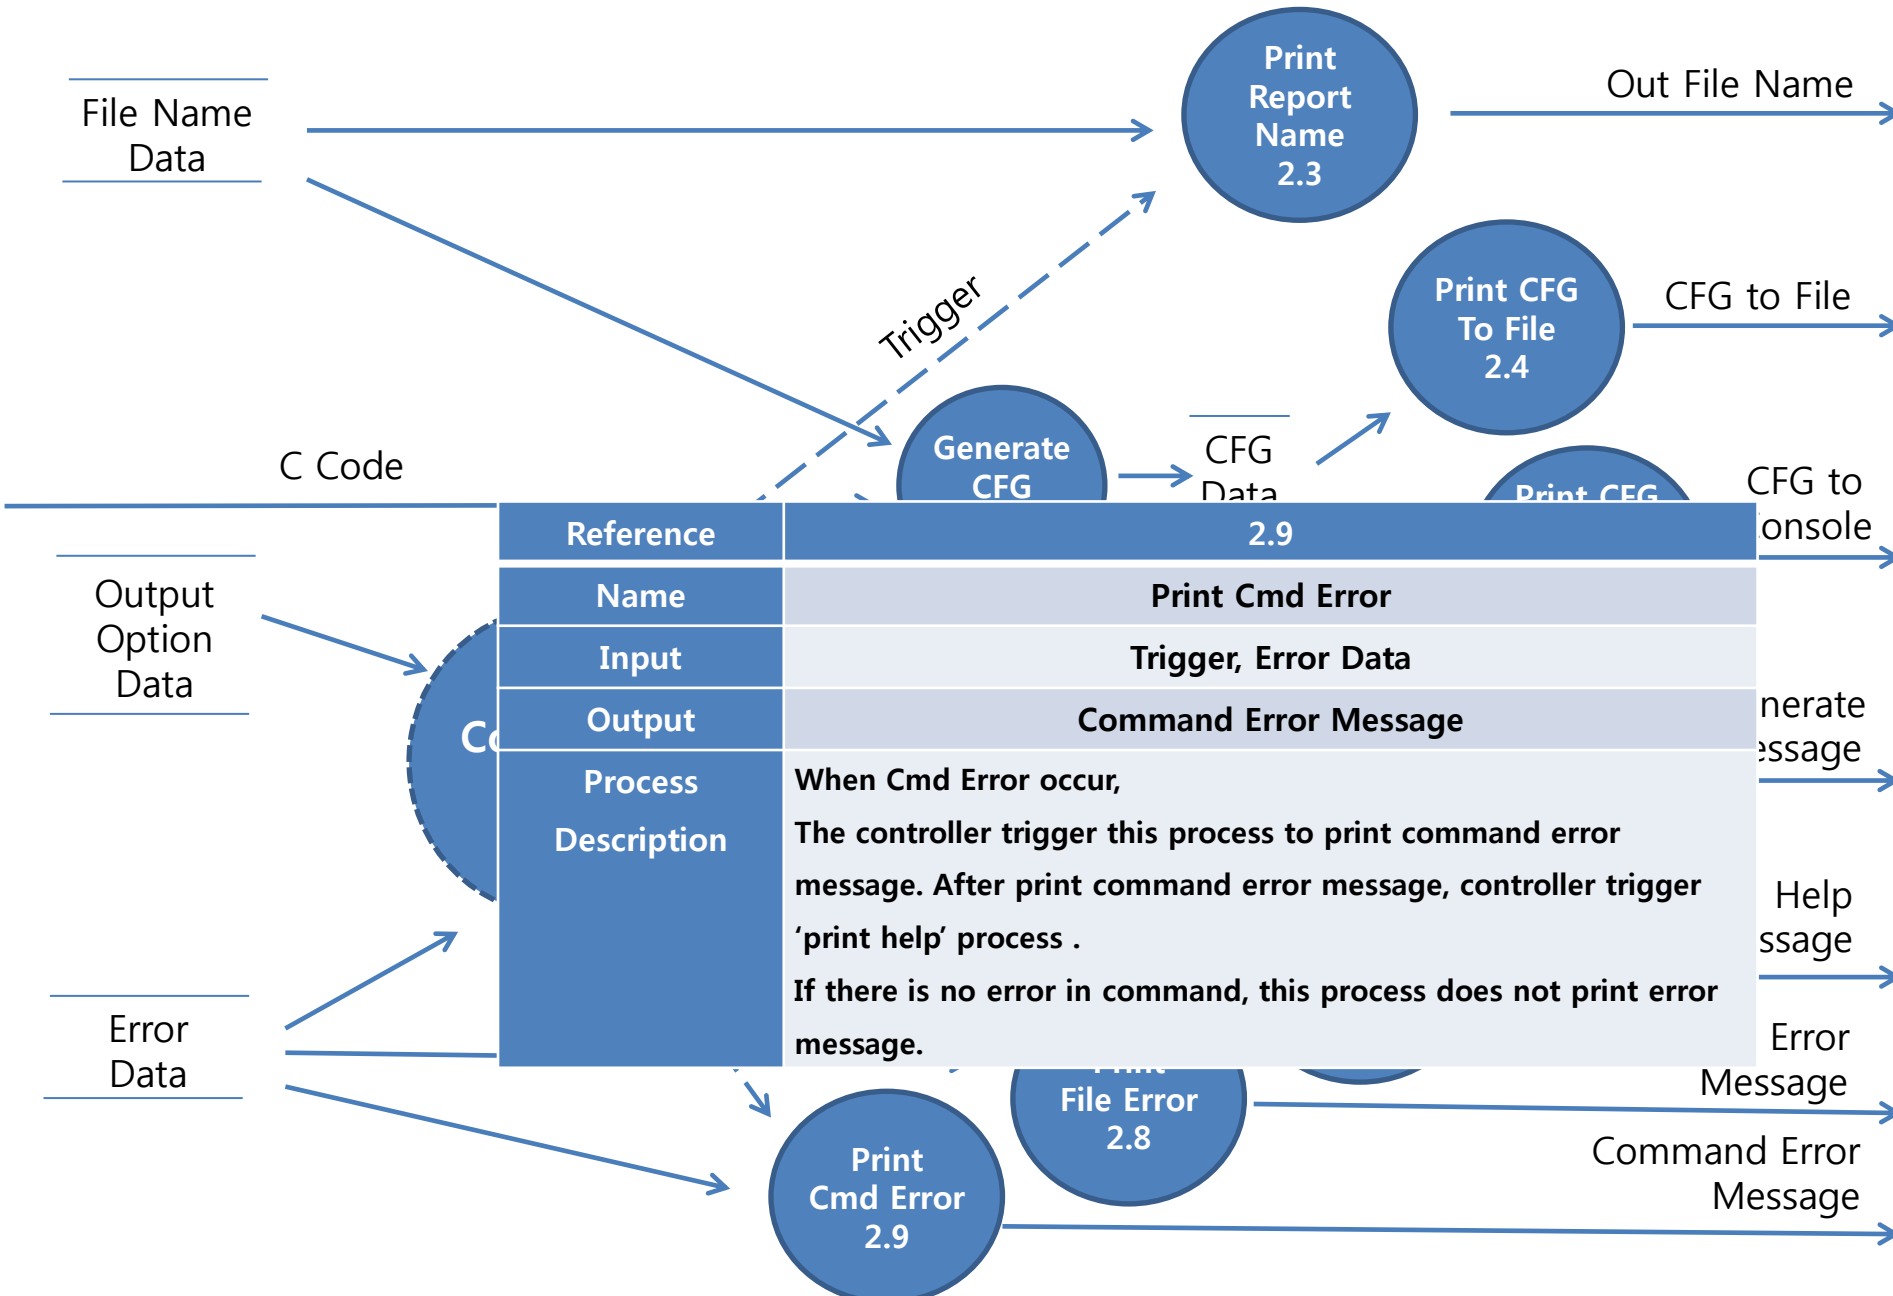 Print
Report
Name
2.3
Out File Name
File Name
Data
Trigger
Print CFG
To File
2.4
CFG to File
C Code
Generate
CFG
CFG
Data
Print CFG
CFG to
Output
Option
Data
Reference 2.9
Name Print Cmd Error
Input Trigger, Error Data
Output Command Error Message
Process
Description
When Cmd Error occur,
The controller trigger this process to print command error
message. After print command error message, controller trigger
‘print help’ process .
If there is no error in command, this process does not print error
message.
Help
Error
Data
Error
Message
Print
File Error
2.8
Command Error
Message
Print
Cmd Error
2.9